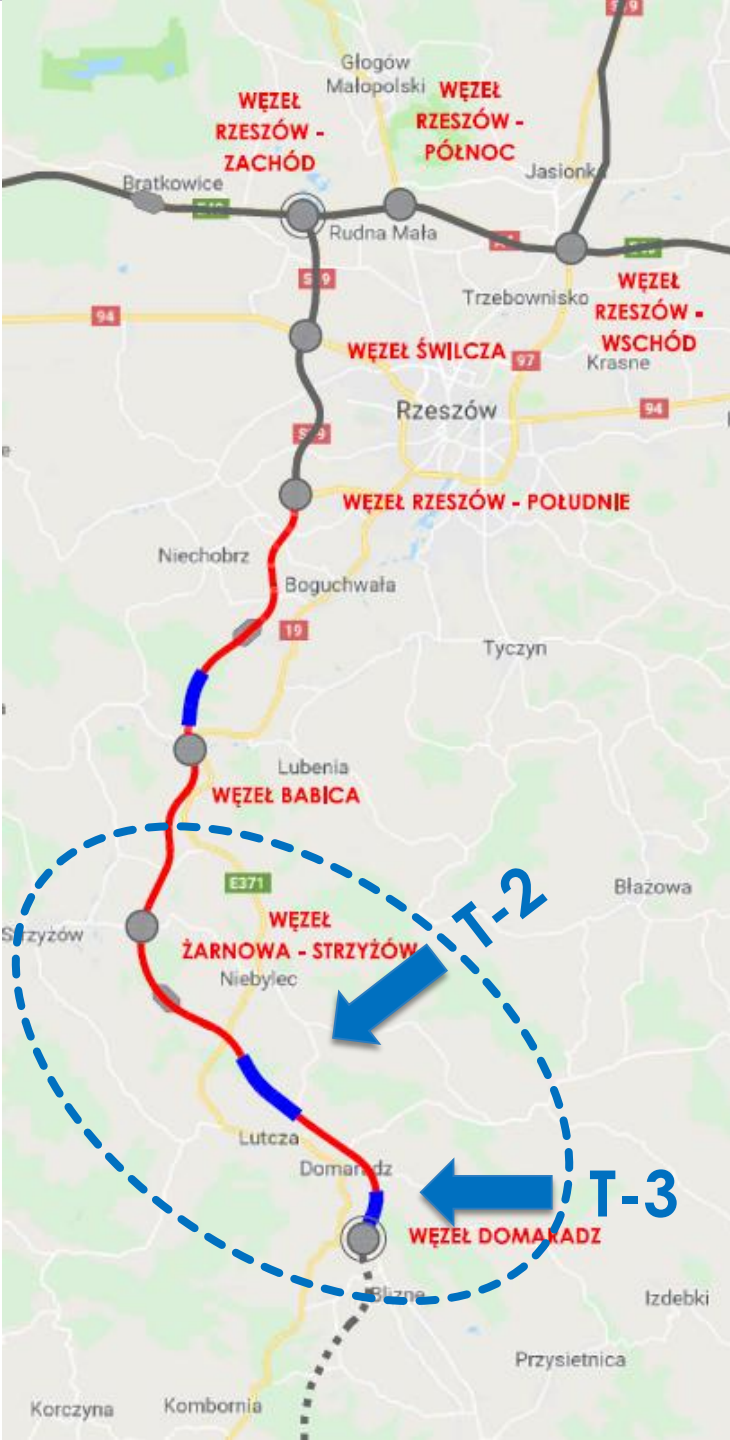 S19
Głogów
Małopolski
WĘZEŁ
RZESZÓW -
ZACHÓD
WĘZEŁ
RZESZÓW -
PÓŁNOC
Jasionka
Bratkowice
Rudna Mała
S19
Trzebownisko
WĘZEŁ
RZESZÓW -
WSCHÓD
94
WĘZEŁ ŚWILCZA
97
Krasne
Rzeszów
94
S19
WĘZEŁ RZESZÓW - POŁUDNIE
Niechobrz
Boguchwała
19
Tyczyn
Lubenia
WĘZEŁ BABICA
E371
Błażowa
T-2
WĘZEŁ
ŻARNOWA - STRZYŻÓW
Strzyżów
Niebylec
Lutcza
Domaradz
T-3
WĘZEŁ DOMARADZ
Blizne
Izdebki
Przysietnica
Korczyna
Kombornia